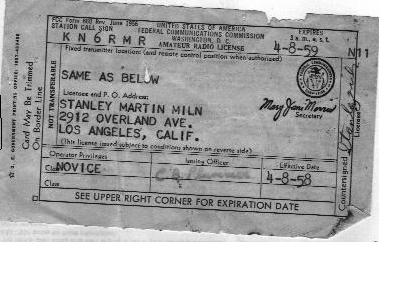 FCC Form 660 Rev. June 1956
UNITED STATES OF AMERICA
FEDERAL COMMUNICATIONS COMMISSION
WASHINGTON, D. C.
AMATEUR RADIO LICENSE
STATION CALL SIGN
KN6RMR
EXPIRES
3 a. m., e. s. t.
4-8-59
N11
Fixed transmitter location: (and remote control position when authorized)
SAME AS BELOW
Licensee and P. O. Address:
STANLEY MARTIN MILN
2912 OVERLAND AVE.
LOS ANGELES, CALIF.
(This license issued subject to conditions shown on reverse side)
Mary Jane Morris
Secretary
Operator Privileges
Issuing Officer
Effective Date
Class NOVICE
4-8-58
Class
SEE UPPER RIGHT CORNER FOR EXPIRATION DATE
NOT TRANSFERABLE
Card May be Trimmed
On Border Line
U. S. GOVERNMENT PRINTING OFFICE
Countersigned
Licensee